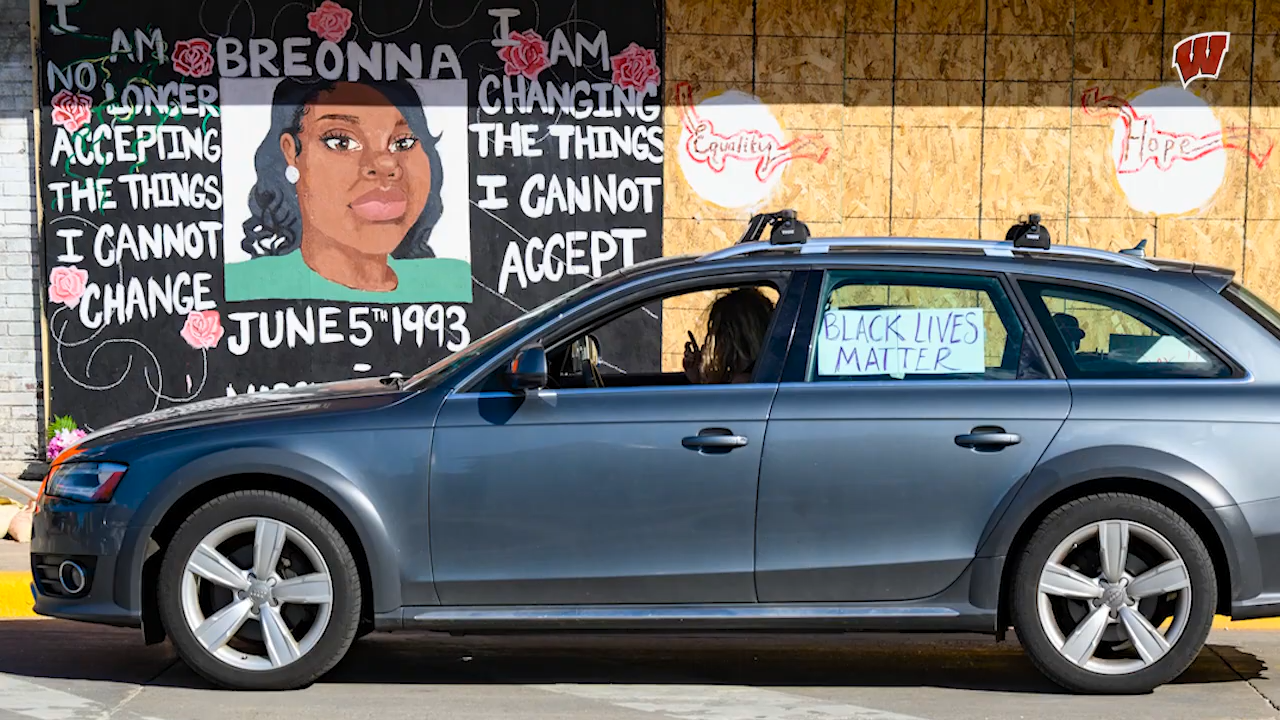 I AM
NO LONGER
ACCEPTING
THE THINGS
I CANNOT
CHANGE
BREONNA
JUNE 5TH 1993
I AM
CHANGING
THE THINGS
I CANNOT
ACCEPT
Equality
Hope
W
BLACK LIVES
MATTER